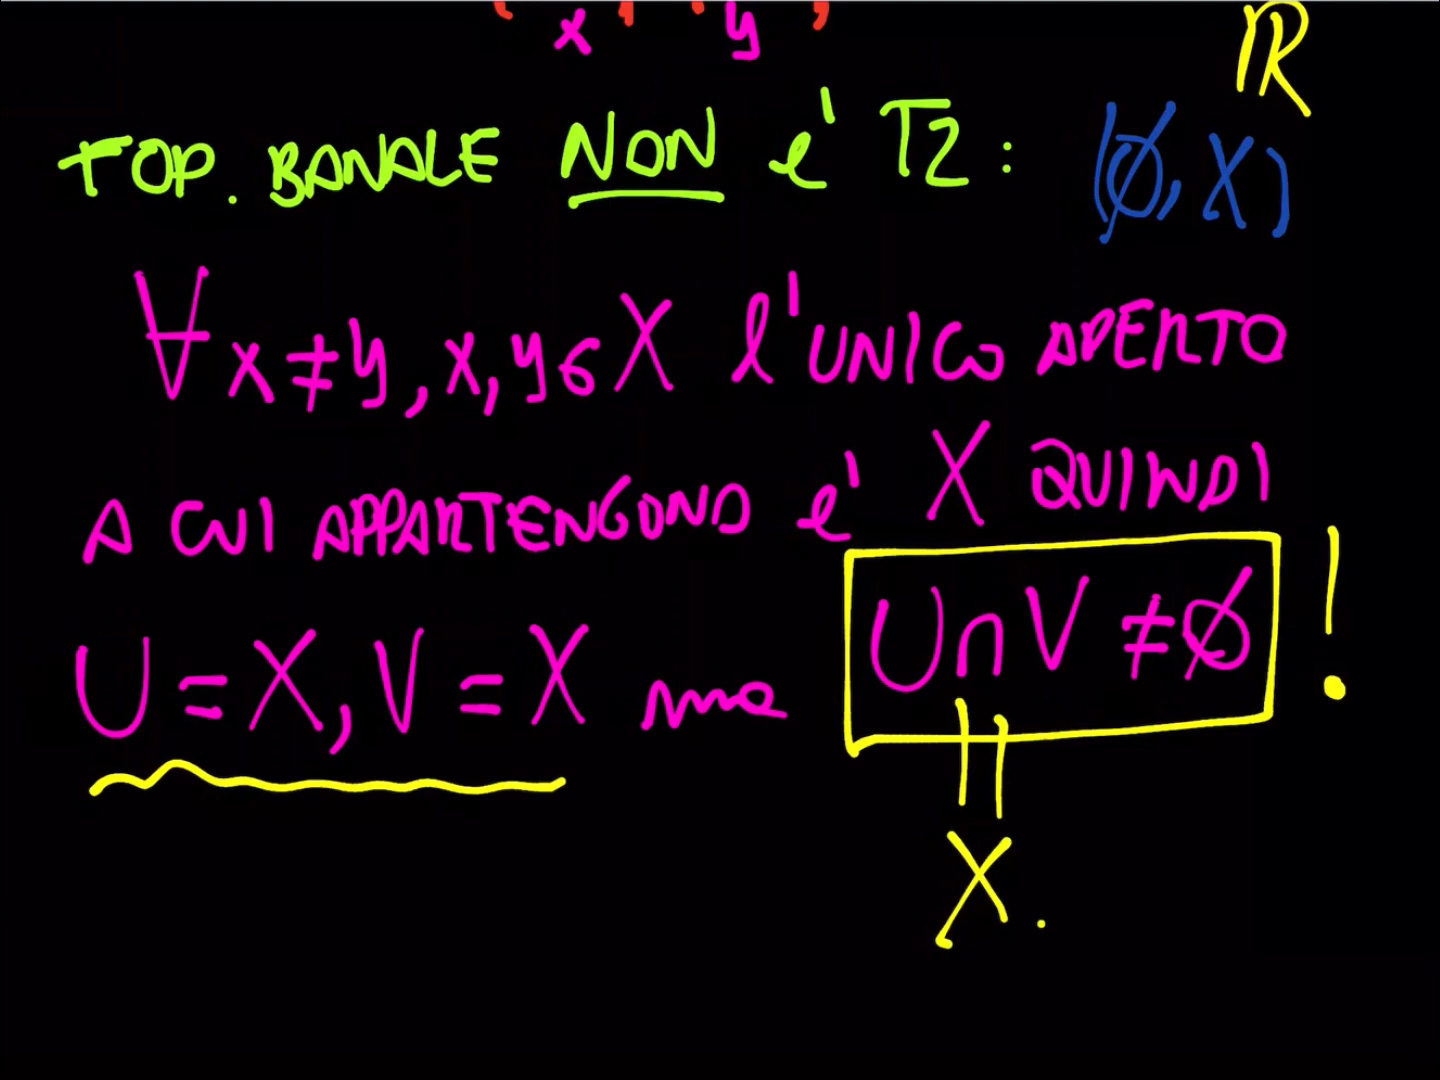 x y ℝ
TOP. BANALE NON e' T2: (∅, X)
∀ x ≠ y, x, y ∈ X l'UNICO APERTO
A CUI APPARTENGONO e' X QUINDI
U = X, V = X ma U ∩ V ≠ ∅ !
||
X.